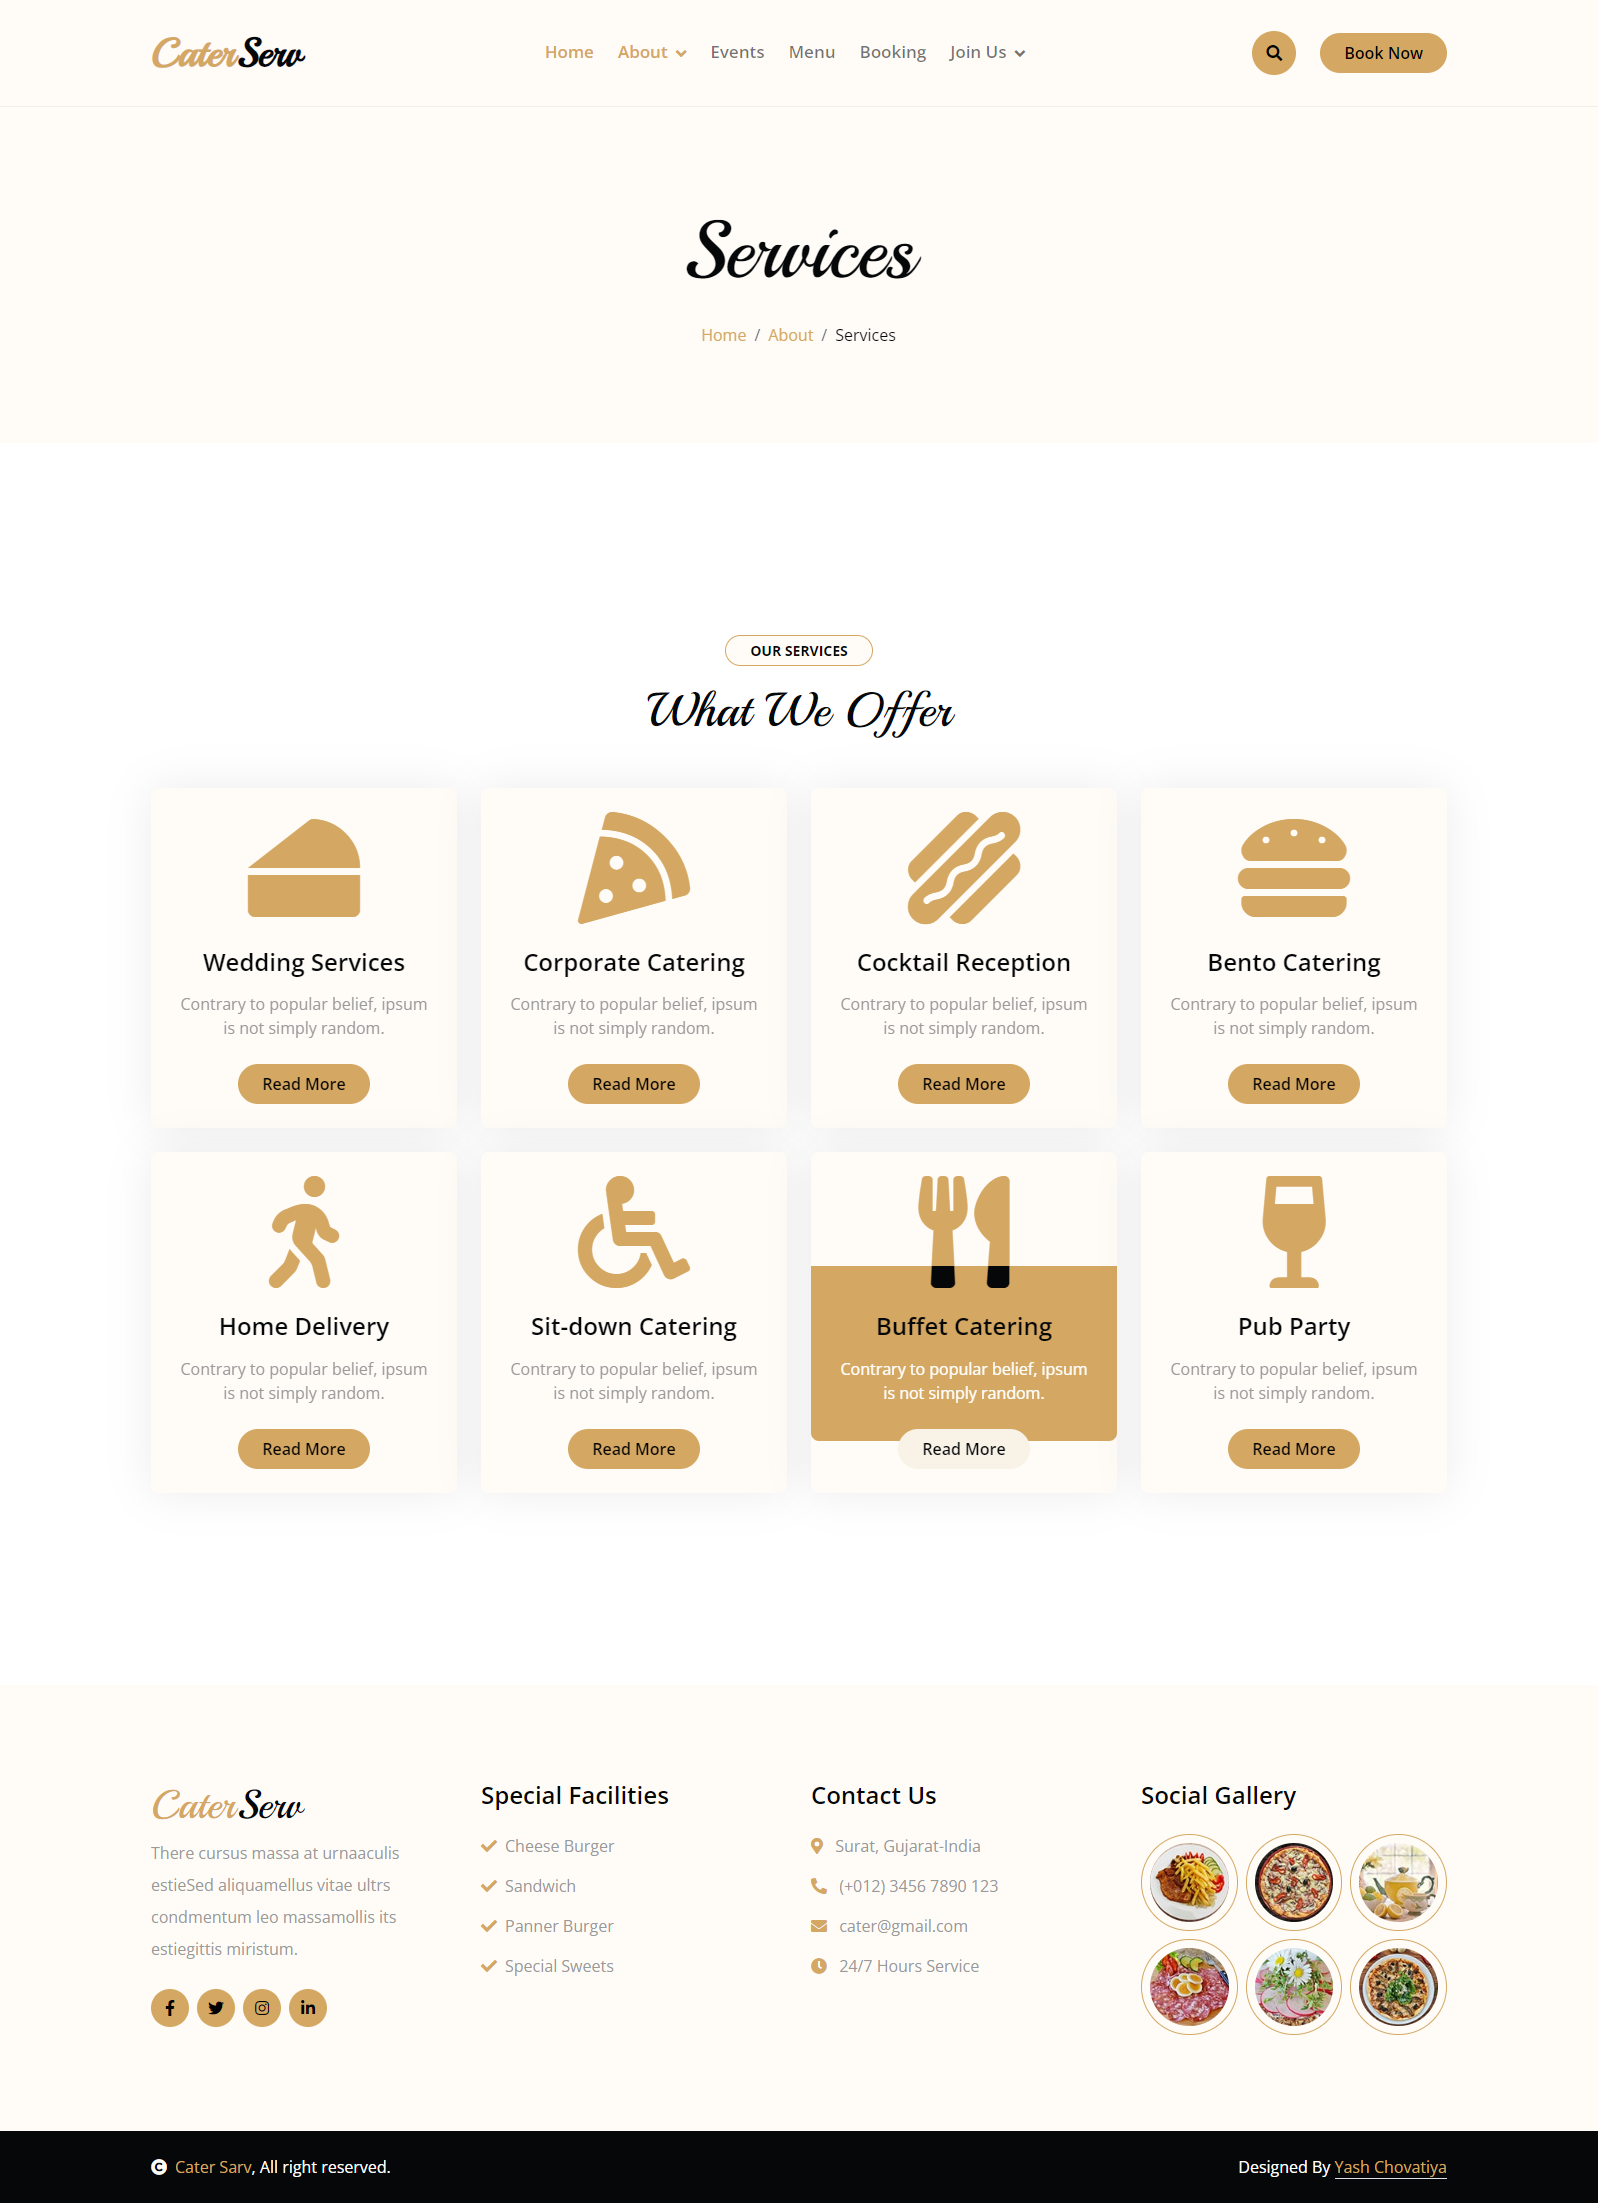 CaterServ
Home About Events Menu Booking Join Us
Book Now
Services
Home / About / Services
OUR SERVICES
What We Offer
Wedding Services
Contrary to popular belief, ipsum
is not simply random.
Read More
Corporate Catering
Contrary to popular belief, ipsum
is not simply random.
Read More
Cocktail Reception
Contrary to popular belief, ipsum
is not simply random.
Read More
Bento Catering
Contrary to popular belief, ipsum
is not simply random.
Read More
Home Delivery
Contrary to popular belief, ipsum
is not simply random.
Read More
Sit-down Catering
Contrary to popular belief, ipsum
is not simply random.
Read More
Buffet Catering
Contrary to popular belief, ipsum
is not simply random.
Read More
Pub Party
Contrary to popular belief, ipsum
is not simply random.
Read More
CaterServ
There cursus massa at urnaaculis
estieSed aliquamellus vitae ultrs
condmentum leo massamollis its
estiegittis miristum.
Special Facilities
Cheese Burger
Sandwich
Panner Burger
Special Sweets
Contact Us
Surat, Gujarat-India
(+012) 3456 7890 123
cater@gmail.com
24/7 Hours Service
Social Gallery
Cater Sarv, All right reserved.
Designed By Yash Chovatiya